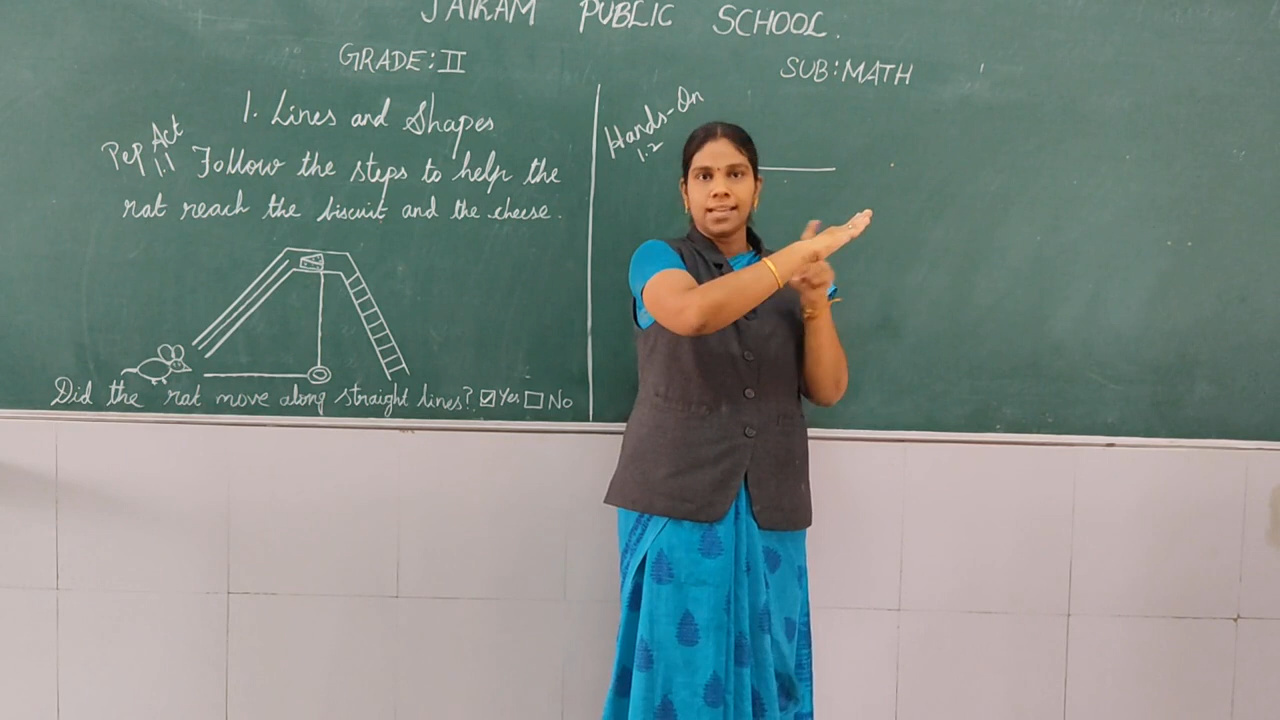 JAIRAM PUBLIC SCHOOL.
GRADE: II
SUB: MATH
1. Lines and Shapes
Pep Act 1.1
Follow the steps to help the
rat reach the biscuit and the cheese.
Did the rat move along straight lines? ☑ Yes ☐ No
Hands-On
1.2